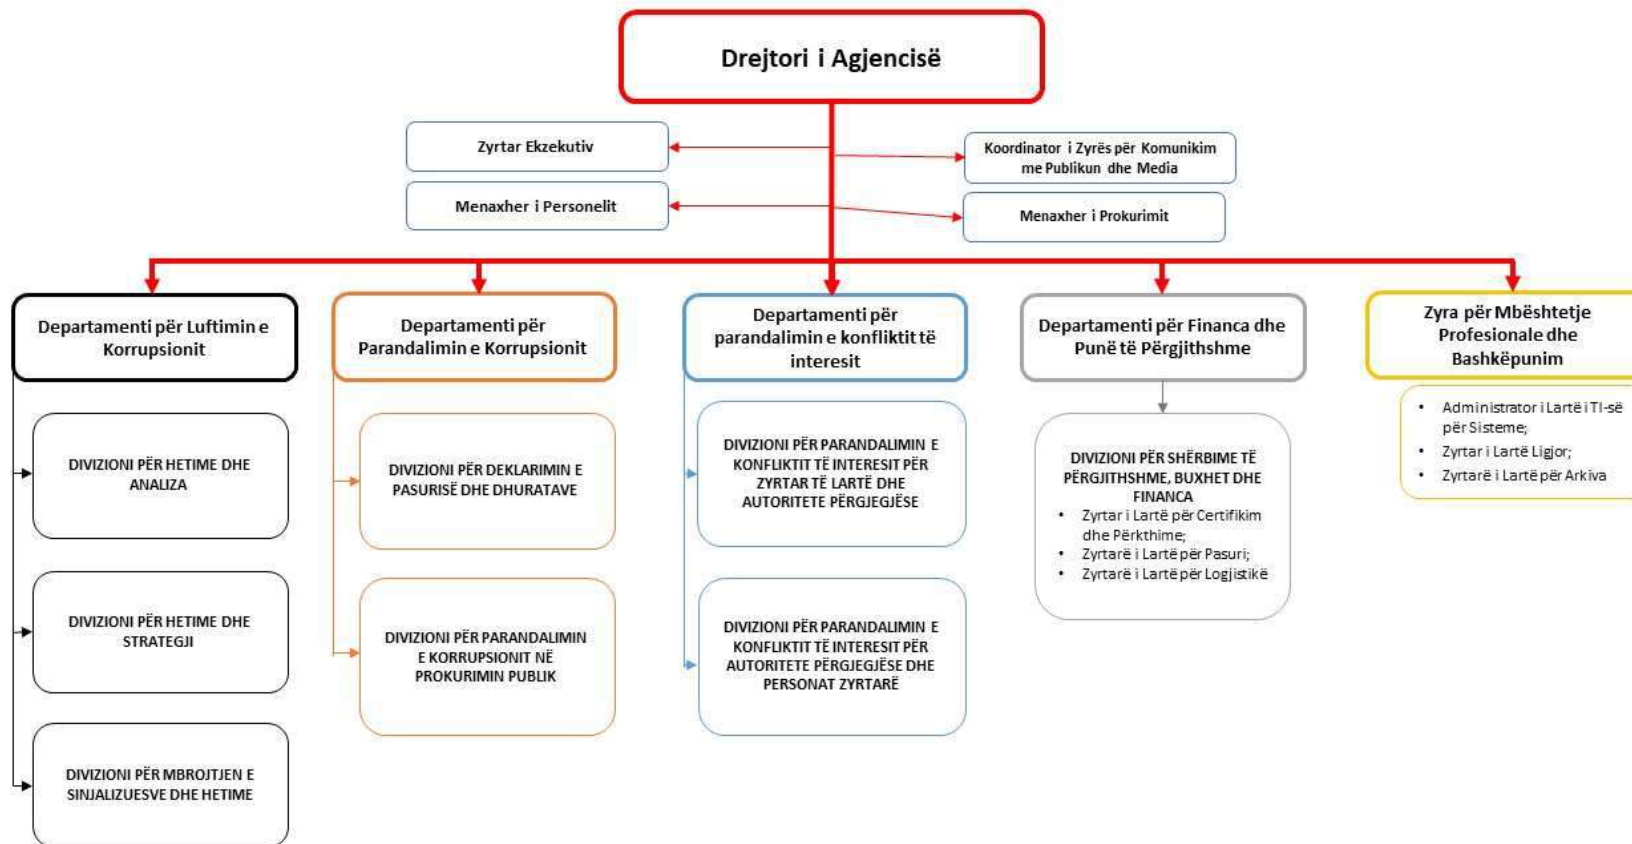 Drejtori i Agjencisë
Zyrtar Ekzekutiv
Koordinator i Zyrës për Komunikim
me Publikun dhe Media
Menaxher i Personelit
Menaxher i Prokurimit
Departamenti për Luftimin e
Korrupsionit
DIVIZIONI PËR HETIME DHE
ANALIZA
DIVIZIONI PËR HETIME DHE
STRATEGJI
DIVIZIONI PËR MBROJTJEN E
SINJALIZUESVE DHE HETIME
Departamenti për
Parandalimin e Korrupsionit
DIVIZIONI PËR DEKLARIMIN E
PASURISË DHE DHURATAVE
DIVIZIONI PËR PARANDALIMIN
E KORRUPSIONIT NË
PROKURIMIN PUBLIK
Departamenti për
parandalimin e konfliktit të
interesit
DIVIZIONI PËR PARANDALIMIN E
KONFLIKTIT TË INTERESIT PËR
ZYRTAR TË LARTË DHE
AUTORITETE PËRGJEGJËSE
DIVIZIONI PËR PARANDALIMIN E
KONFLIKTIT TË INTERESIT PËR
AUTORITETE PËRGJEGJËSE DHE
PERSONAT ZYRTARË
Departamenti për Financa dhe
Punë të Përgjithshme
DIVIZIONI PËR SHËRBIME TË
PËRGJITHSHME, BUXHET DHE
FINANCA
• Zyrtar i Lartë për Certifikim
dhe Përkthime;
• Zyrtarë i Lartë për Pasuri;
• Zyrtarë i Lartë për Logjistikë
Zyra për Mbështetje
Profesionale dhe
Bashkëpunim
• Administrator i Lartë i TI-së
për Sisteme;
• Zyrtar i Lartë Ligjor;
• Zyrtarë i Lartë për Arkiva